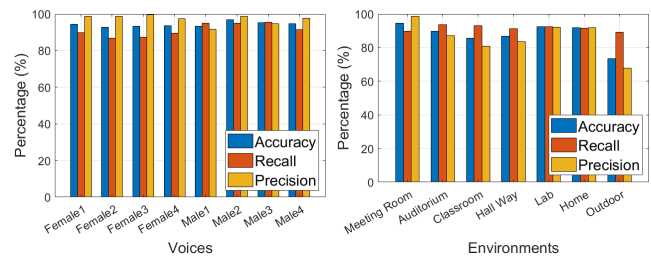 100
80
60
40
20
0
Percentage (%)
Accuracy
Recall
Precision
Female1
Female2
Female3
Female4
Male1
Male2
Male3
Male4
Voices
100
80
60
40
20
0
Percentage (%)
Accuracy
Recall
Precision
Meeting Room
Auditorium
Classroom
Hall Way
Lab
Home
Outdoor
Environments